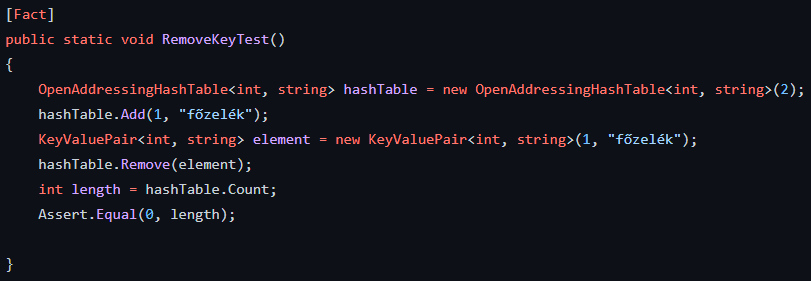 [Fact]
public static void RemoveKeyTest()
{
OpenAddressingHashTable<int, string> hashTable = new OpenAddressingHashTable<int, string>(2);
hashTable.Add(1, "főzelék");
KeyValuePair<int, string> element = new KeyValuePair<int, string>(1, "főzelék");
hashTable.Remove(element);
int length = hashTable.Count;
Assert.Equal(0, length);
}